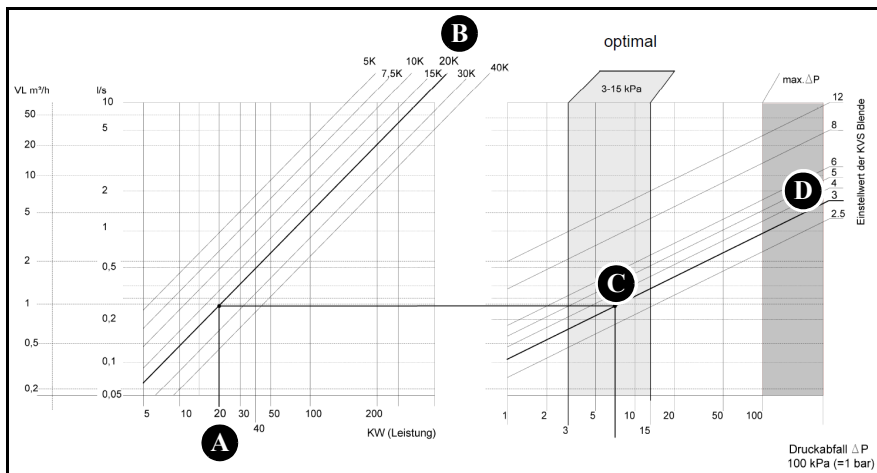 B
optimal
5K 7,5K 10K 15K 20K 30K 40K
3-15 kPa
max.ΔP
VL m³/h
l/s
50
20
10
5
2
1
0,5
0,2
10
5
2
1
0,5
0,2
0,1
0,05
12
8
6
5
4
3
2.5
Einstellwert der KVS Blende
D
C
5 10 20 30 40 100 200
KW (Leistung)
A
1 2 3 5 10 15 20 50 100
Druckabfall ΔP
100 kPa (=1 bar)